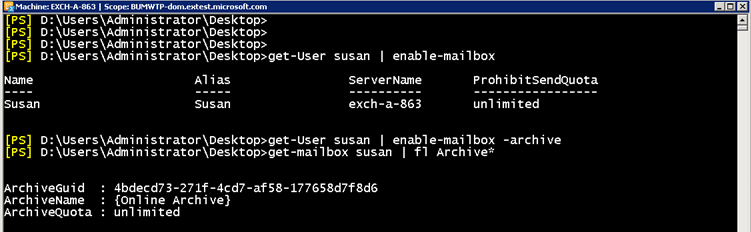 Machine: EXCH-A-863 | Scope: BUMWTP-dom.extest.microsoft.com
[PS] D:\Users\Administrator\Desktop>
[PS] D:\Users\Administrator\Desktop>
[PS] D:\Users\Administrator\Desktop>
[PS] D:\Users\Administrator\Desktop>get-User susan | enable-mailbox
Name Alias ServerName ProhibitSendQuota
---- ----- ---------- -----------------
Susan Susan exch-a-863 unlimited
[PS] D:\Users\Administrator\Desktop>get-User susan | enable-mailbox -archive
[PS] D:\Users\Administrator\Desktop>get-mailbox susan | fl Archive*
ArchiveGuid : 4bdecd73-271f-4cd7-af58-177658d7f8d6
ArchiveName : {Online Archive}
ArchiveQuota : unlimited